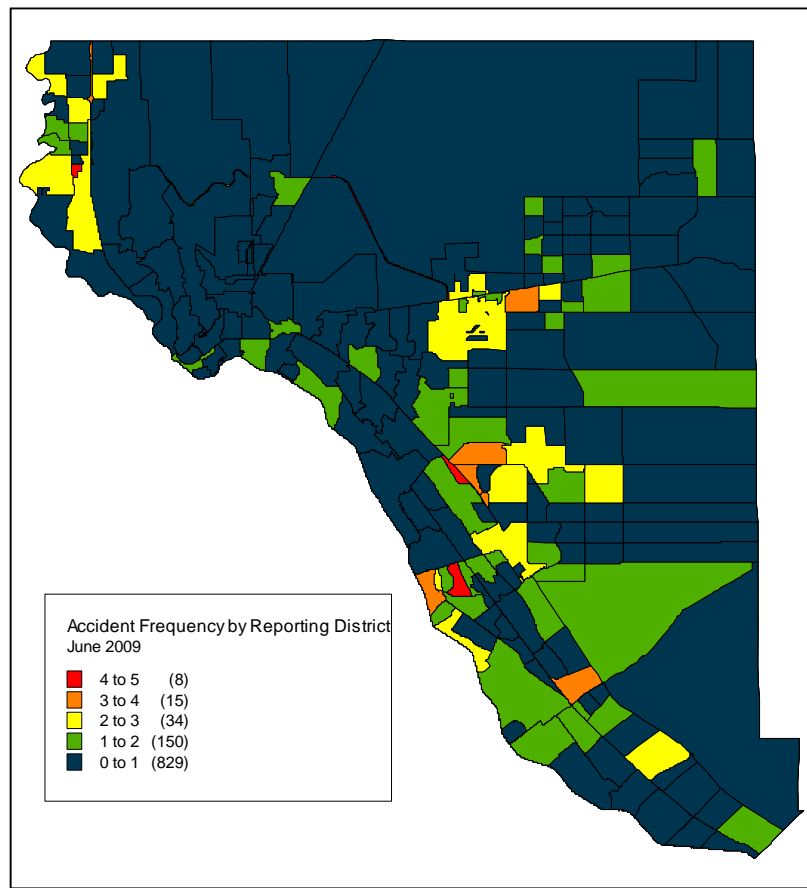 Accident Frequency by Reporting District
June 2009
4 to 5 (8)
3 to 4 (15)
2 to 3 (34)
1 to 2 (150)
0 to 1 (829)